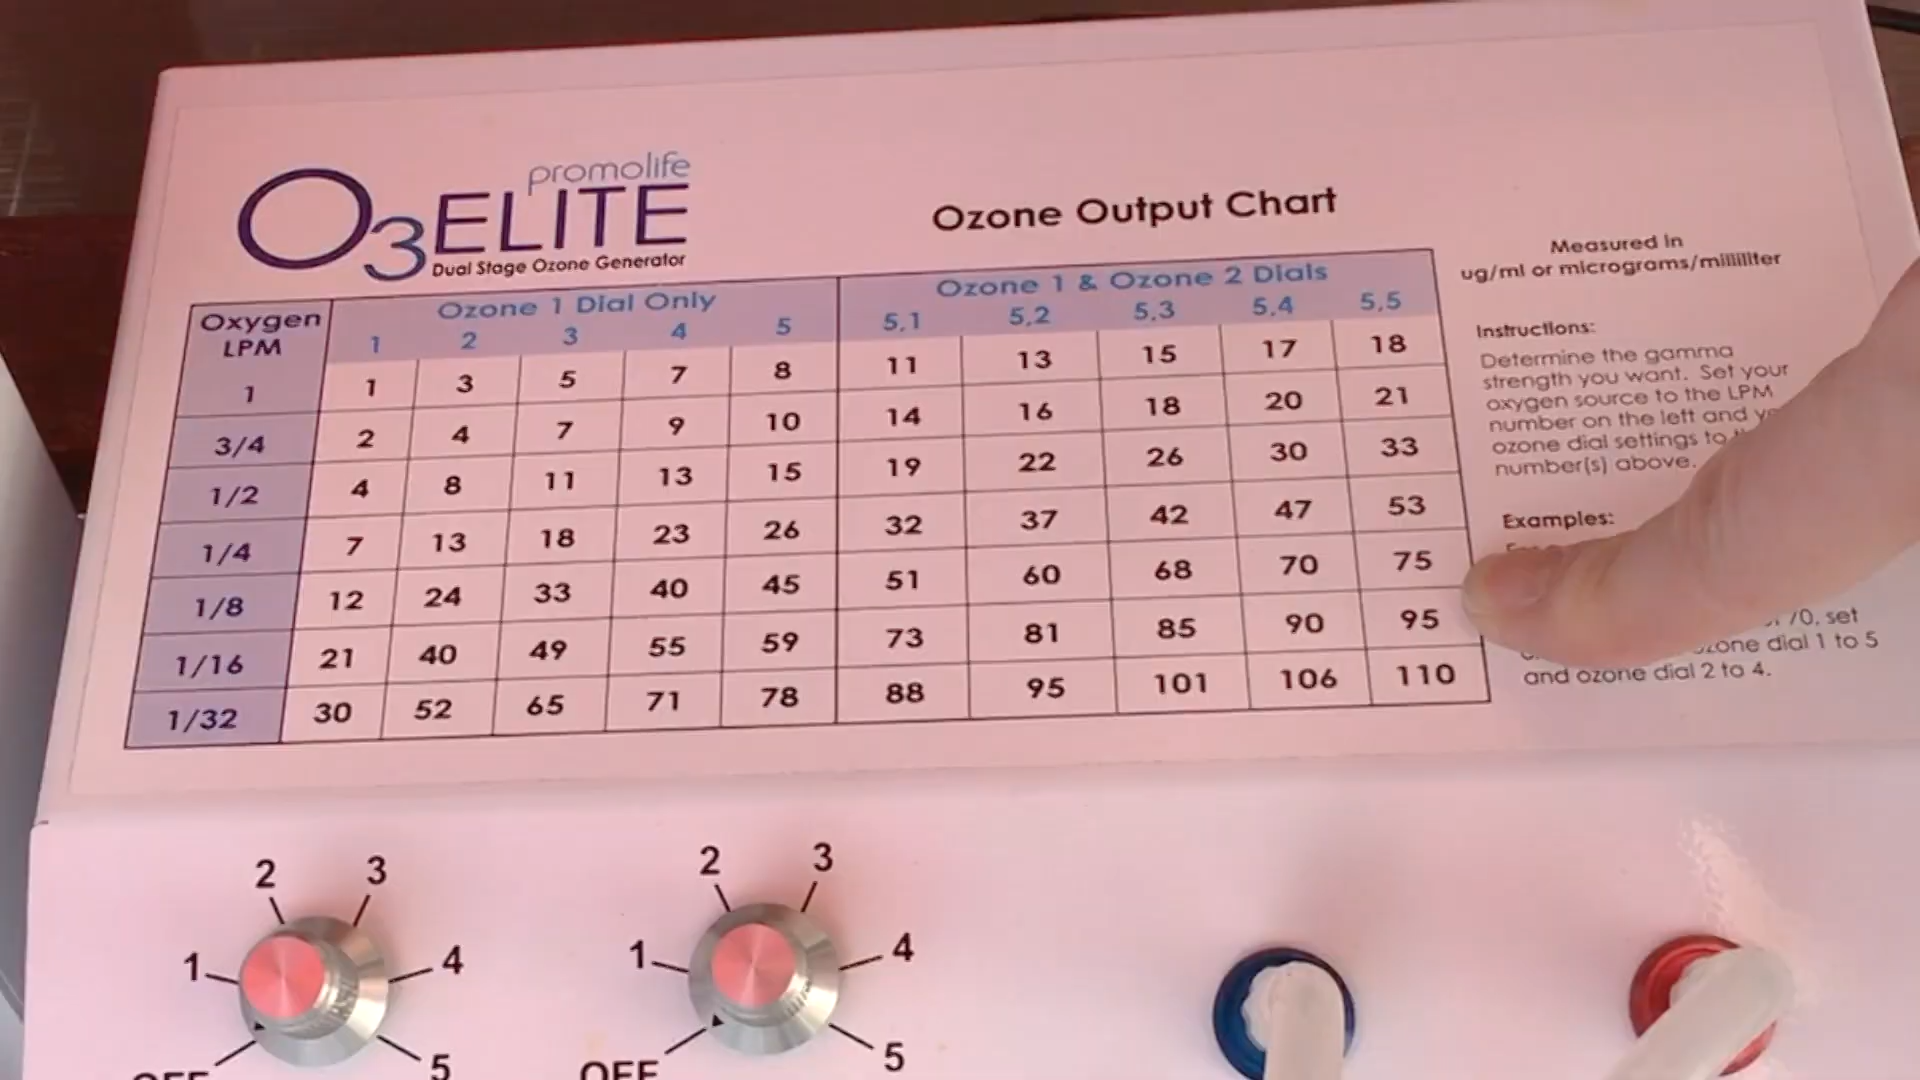 promolife
O3ELITE
Dual Stage Ozone Generator
Ozone Output Chart
Measured in
ug/ml or micrograms/milliliter
Oxygen LPM
Ozone 1 Dial Only
Ozone 1 & Ozone 2 Dials
1 2 3 4 5 5,1 5,2 5,3 5,4 5,5
1 1 3 5 7 8 11 13 15 17 18
3/4 2 4 7 9 10 14 16 18 20 21
1/2 4 8 11 13 15 19 22 26 30 33
1/4 7 13 18 23 26 32 37 42 47 53
1/8 12 24 33 40 45 51 60 68 70 75
1/16 21 40 49 55 59 73 81 85 90 95
1/32 30 52 65 71 78 88 95 101 106 110
Instructions:
Determine the gamma
strength you want. Set your
oxygen source to the LPM
number on the left and
ozone dial settings to
number(s) above.
Examples:
70, set
ozone dial 1 to 5
and ozone dial 2 to 4.
OFF 1 2 3 4 5
OFF 1 2 3 4 5